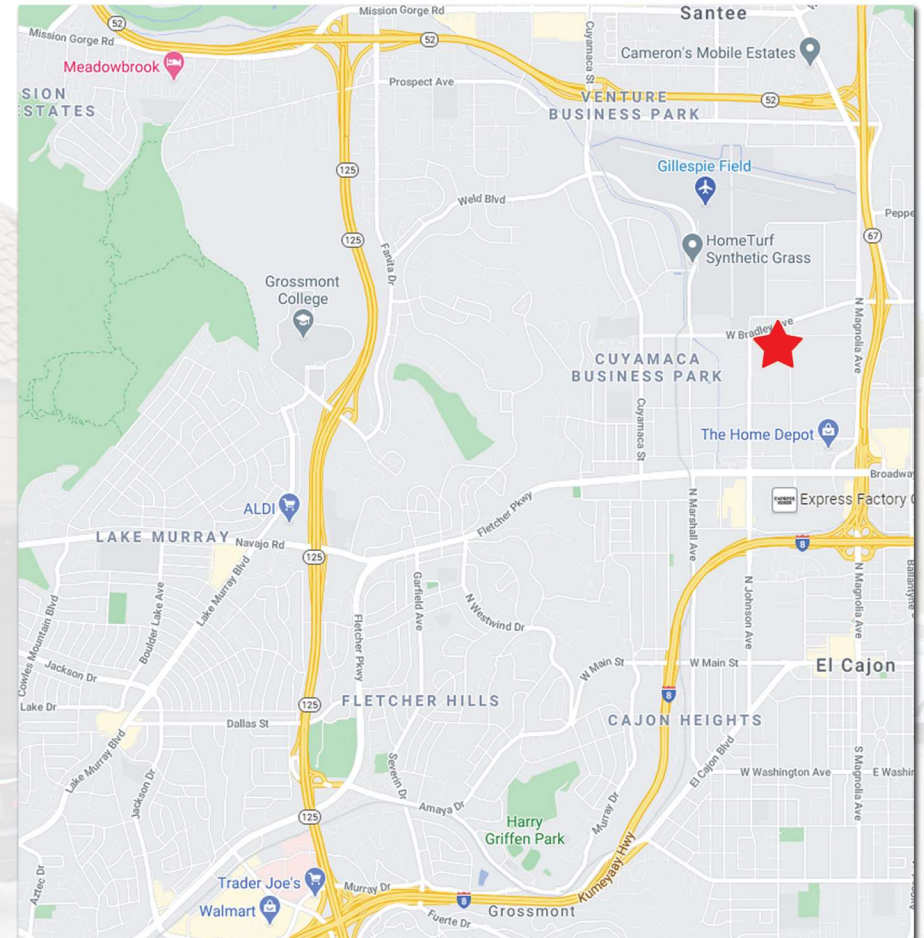 Mission Gorge Rd
Santee
52
Mission Gorge Rd
52
Cuyamaca St
Cameron's Mobile Estates
Meadowbrook
SION
ESTATES
Prospect Ave
VENTURE
BUSINESS PARK
52
125
Gillespie Field
Weld Blvd
Peppe
67
125
Fanita Dr
HomeTurf
Synthetic Grass
Grossmont
College
N Magnolia Ave
W Bradley Ave
CUYAMACA
BUSINESS PARK
Cuyamaca St
The Home Depot
Broadwa
ALDI
Fletcher Pkwy
N Marshall Ave
EXPRESS
Express Factory
LAKE MURRAY
Navajo Rd
125
8
Lake Murray Blvd
Boulder Lake Ave
Cowles Mountain Blvd
Garfield Ave
N Westwind Dr
N Johnson Ave
N Magnolia Ave
Ballantyne
Fletcher Pkwy
Jackson Dr
W Main St
W Main St
El Cajon
8
Lake Dr
125
FLETCHER HILLS
CAJON HEIGHTS
Dallas St
Lake Murray Blvd
Jackson Dr
Severin Dr
El Cajon Blvd
W Washington Ave
E Washin
S Magnolia Ave
Amaya Dr
Murray Dr
125
Harry
Griffen Park
Aztec Dr
Trader Joe's
Murray Dr
Kumeyaay Hwy
Walmart
8
Grossmont
Fuerte Dr